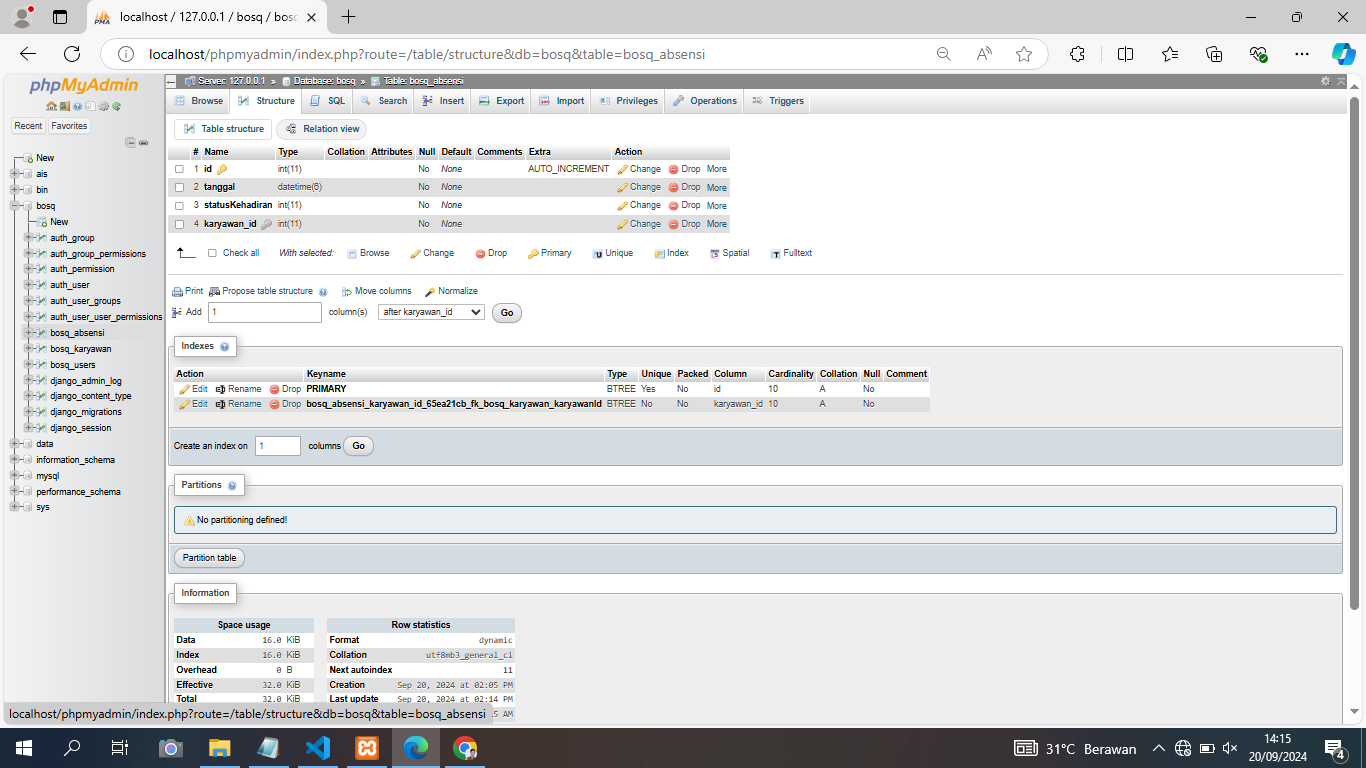 localhost / 127.0.0.1 / bosq / bosq
localhost/phpmyadmin/index.php?route=/table/structure&db=bosq&table=bosq_absensi
phpMyAdmin
Recent Favorites
New
ais
bin
bosq
New
auth_group
auth_group_permissions
auth_permission
auth_user
auth_user_groups
auth_user_user_permissions
bosq_absensi
bosq_karyawan
bosq_users
django_admin_log
django_content_type
django_migrations
django_session
data
information_schema
mysql
performance_schema
sys
Server: 127.0.0.1 » Database: bosq » Table: bosq_absensi
Browse Structure SQL Search Insert Export Import Privileges Operations Triggers
Table structure Relation view
# Name Type Collation Attributes Null Default Comments Extra Action
1 id int(11) No None AUTO_INCREMENT Change Drop More
2 tanggal datetime(6) No None Change Drop More
3 statusKehadiran int(11) No None Change Drop More
4 karyawan_id int(11) No None Change Drop More
Check all With selected: Browse Change Drop Primary Unique Index Spatial Fulltext
Print Propose table structure Move columns Normalize
Add 1 column(s) after karyawan_id Go
Indexes
Action Keyname Type Unique Packed Column Cardinality Collation Null Comment
Edit Rename Drop PRIMARY BTREE Yes No id 10 A No
Edit Rename Drop bosq_absensi_karyawan_id_65ea21cb_fk_bosq_karyawan_karyawanId BTREE No No karyawan_id 10 A No
Create an index on 1 columns Go
Partitions
No partitioning defined!
Partition table
Information
Space usage
Data 16.0 KiB
Index 16.0 KiB
Overhead 0 B
Effective 32.0 KiB
Total 32.0 KiB
Row statistics
Format dynamic
Collation utf8mb3_general_ci
Next autoindex 11
Creation Sep 20, 2024 at 02:05 PM
Last update Sep 20, 2024 at 02:14 PM
AM
localhost/phpmyadmin/index.php?route=/table/structure&db=bosq&table=bosq_absensi
31°C Berawan
14:15
20/09/2024
4